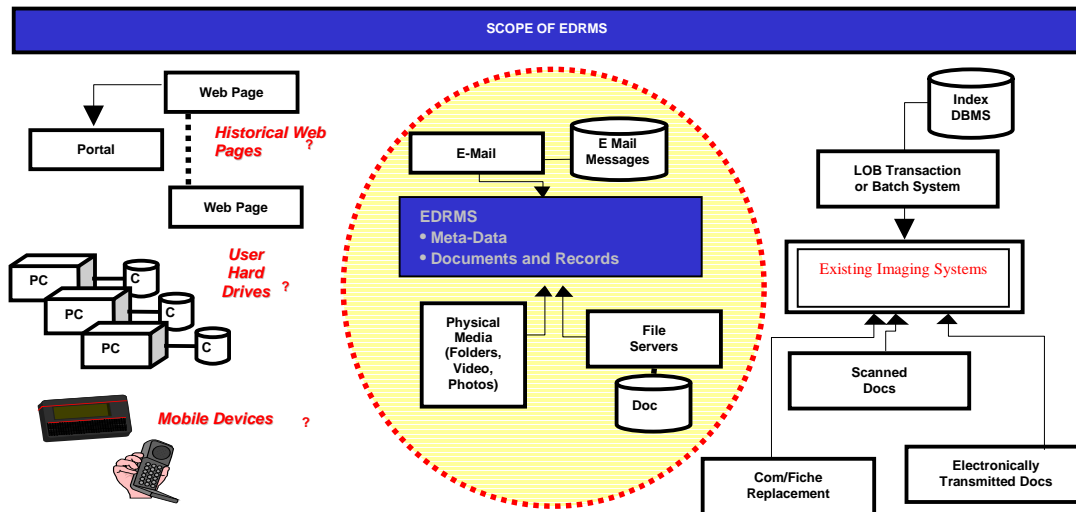 SCOPE OF EDRMS
Web Page
Portal
Historical Web
Pages ?
Web Page
User
Hard
Drives ?
PC
C
PC
C
PC
C
Mobile Devices ?
E-Mail
E Mail
Messages
EDRMS
• Meta-Data
• Documents and Records
Physical
Media
(Folders,
Video,
Photos)
File
Servers
Doc
Index
DBMS
LOB Transaction
or Batch System
Existing Imaging Systems
Scanned
Docs
Com/Fiche
Replacement
Electronically
Transmitted Docs